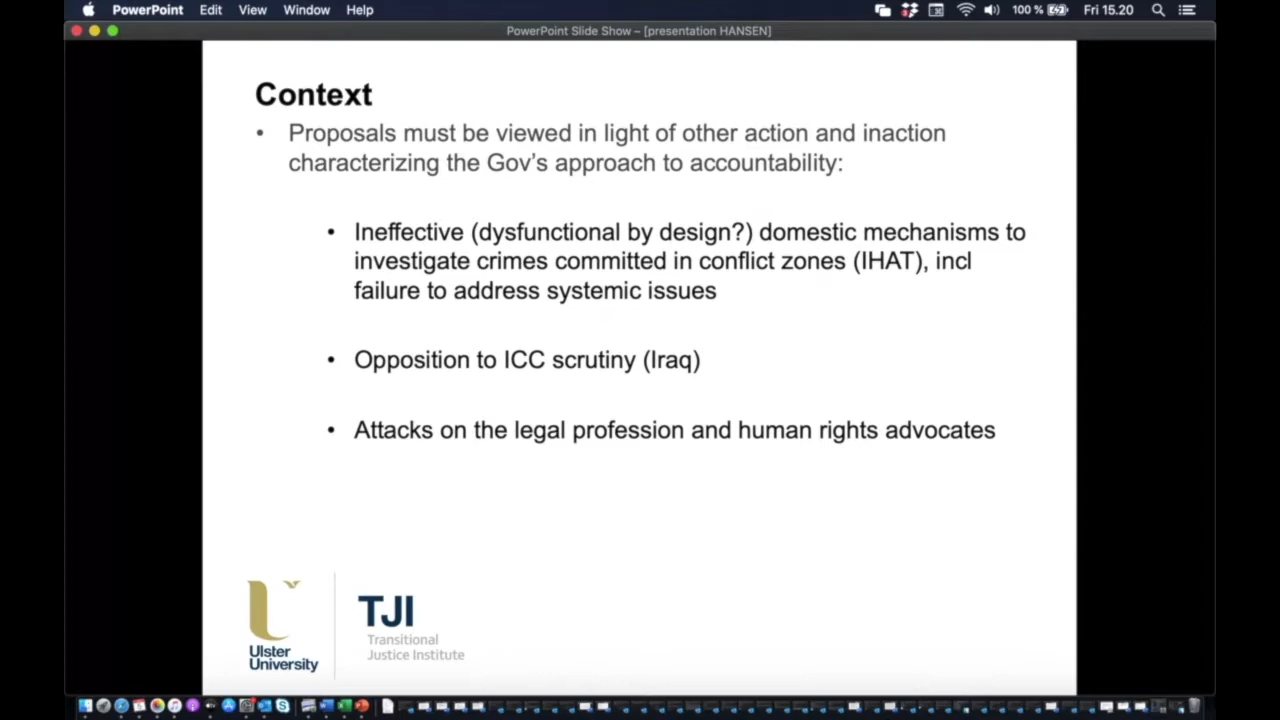 PowerPoint Edit View Window Help 100 % Fri 15.20
PowerPoint Slide Show – [presentation HANSEN]
Context
• Proposals must be viewed in light of other action and inaction
characterizing the Gov’s approach to accountability:
• Ineffective (dysfunctional by design?) domestic mechanisms to
investigate crimes committed in conflict zones (IHAT), incl
failure to address systemic issues
• Opposition to ICC scrutiny (Iraq)
• Attacks on the legal profession and human rights advocates
Ulster
University
TJI
Transitional
Justice Institute